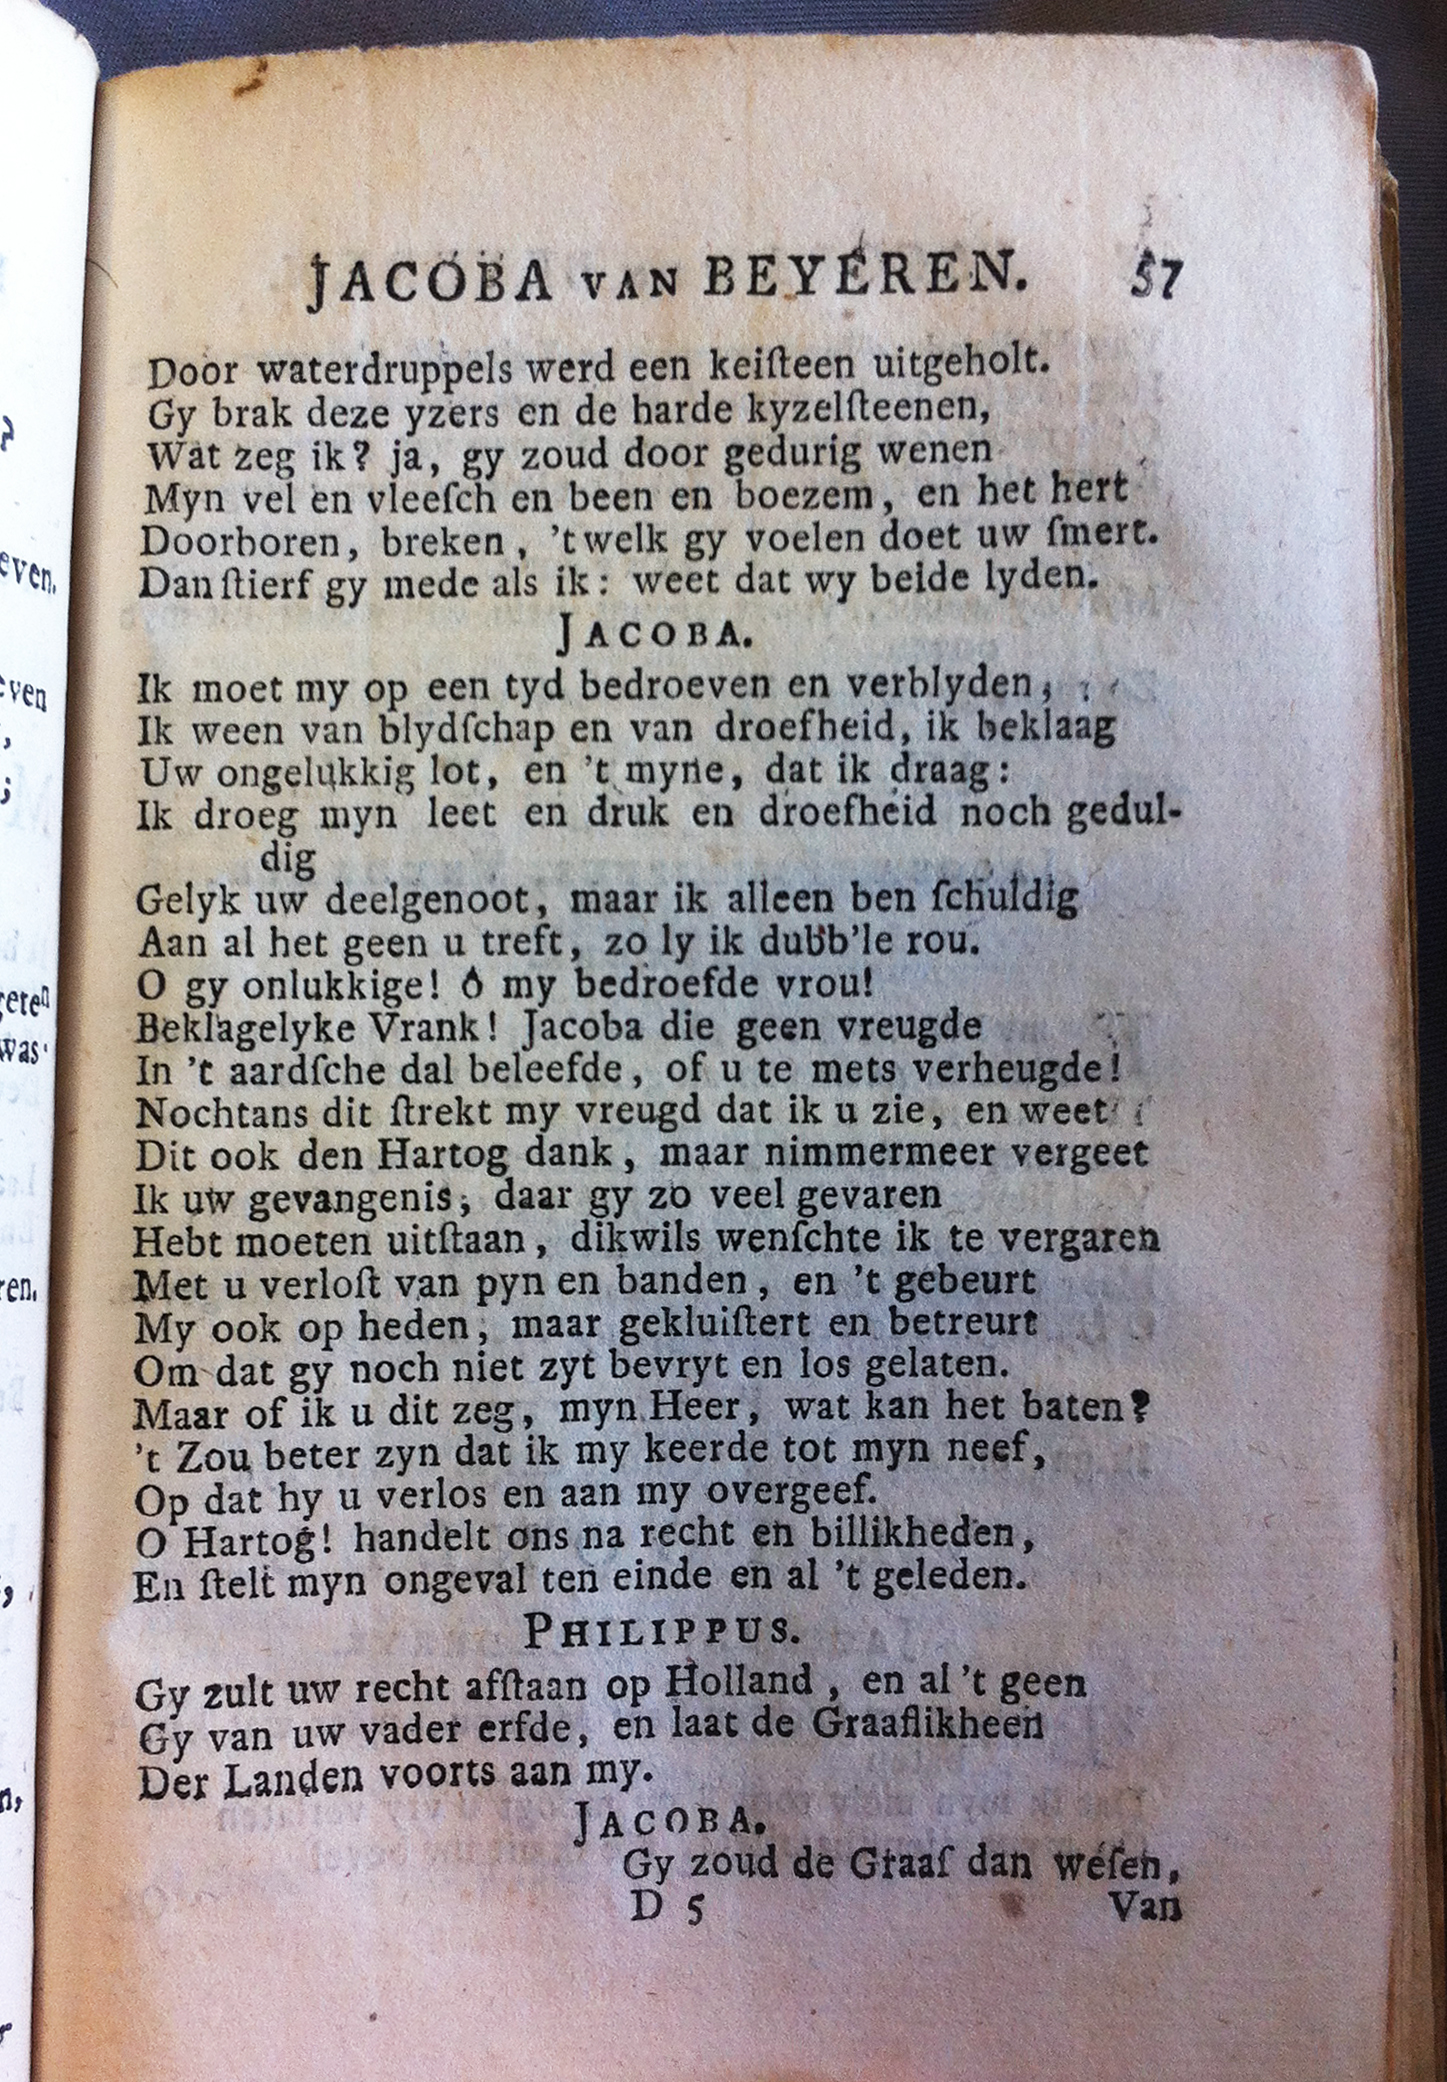 JACOBA VAN BEYEREN. 57
Door waterdruppels werd een keiſteen uitgeholt.
Gy brak deze yzers en de harde kyzelſteenen,
Wat zeg ik? ja, gy zoud door gedurig wenen
Myn vel en vleeſch en been en boezem, en het hert
Doorboren, breken, 't welk gy voelen doet uw ſmert.
Dan ſtierf gy mede als ik: weet dat wy beide lyden.
JACOBA.
Ik moet my op een tyd bedroeven en verblyden,
Ik ween van blydſchap en van droefheid, ik beklaag
Uw ongelukkig lot, en 't myne, dat ik draag:
Ik droeg myn leet en druk en droefheid noch gedul-
dig
Gelyk uw deelgenoot, maar ik alleen ben ſchuldig
Aan al het geen u treft, zo ly ik dubb'le rou.
O gy onlukkige! ô my bedroefde vrou!
Beklagelyke Vrank! Jacoba die geen vreugde
In 't aardſche dal beleefde, of u te mets verheugde!
Nochtans dit ſtrekt my vreugd dat ik u zie, en weet
Dit ook den Hartog dank, maar nimmermeer vergeet
Ik uw gevangenis, daar gy zo veel gevaren
Hebt moeten uitſtaan, dikwils wenſchte ik te vergaren
Met u verloſt van pyn en banden, en 't gebeurt
My ook op heden, maar gekluiſtert en betreurt
Om dat gy noch niet zyt bevryt en los gelaten.
Maar of ik u dit zeg, myn Heer, wat kan het baten?
't Zou beter zyn dat ik my keerde tot myn neef,
Op dat hy u verlos en aan my overgeef.
O Hartog! handelt ons na recht en billikheden,
En ſtelt myn ongeval ten einde en al 't geleden.
PHILIPPUS.
Gy zult uw recht afſtaan op Holland, en al 't geen
Gy van uw vader erfde, en laat de Graaflikheen
Der Landen voorts aan my.
JACOBA.
Gy zoud de Graaf dan weſen,
D 5 Van